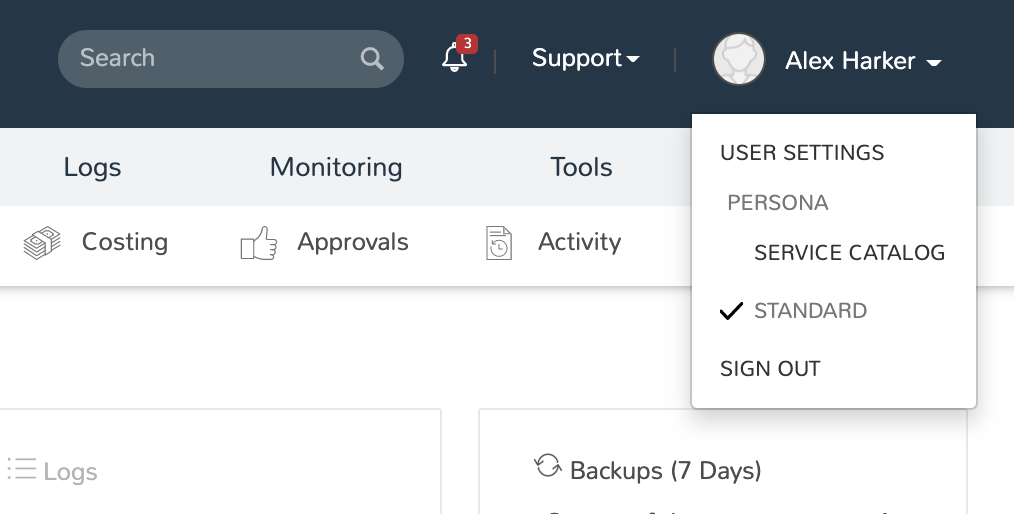 Search
3
Support
Alex Harker
Logs
Monitoring
Tools
USER SETTINGS
PERSONA
SERVICE CATALOG
STANDARD
SIGN OUT
Costing
Approvals
Activity
Logs
Backups (7 Days)